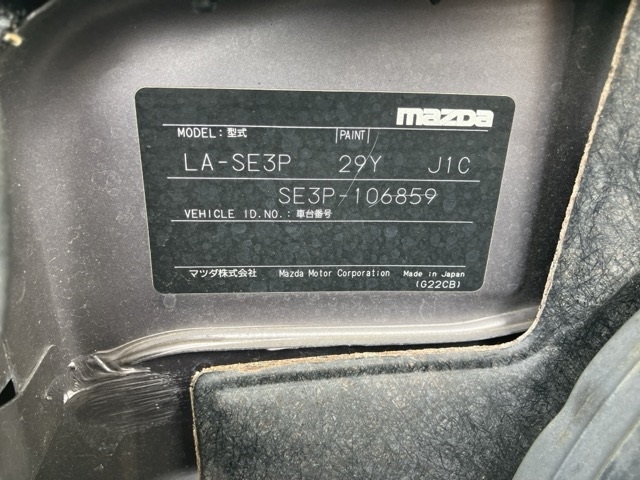 mazda
MODEL: 型式 PAINT
LA-SE3P 29Y J1C
SE3P-106859
VEHICLE ID.NO.: 車台番号
マツダ株式会社 Mazda Motor Corporation Made in Japan
(G22CB)